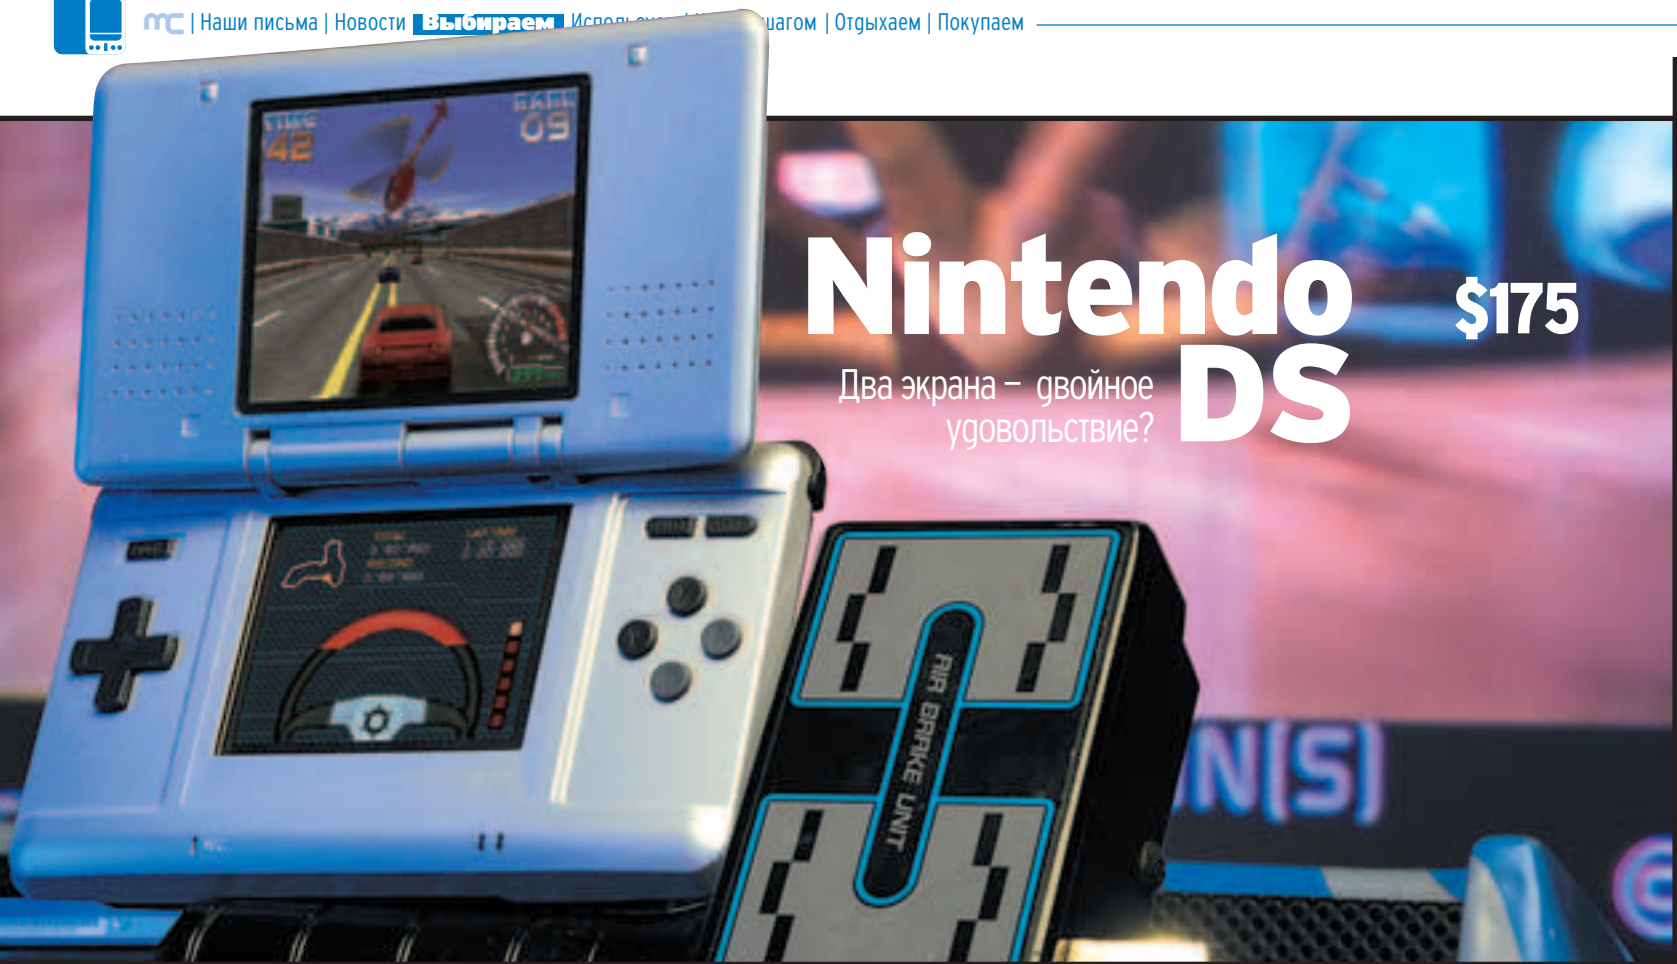 mc | Наши письма | Новости Выбираем шагом | Отдыхаем | Покупаем
TIME
42
09
Nintendo
DS
$175
Два экрана – двойное
удовольствие?
AIR BRAKE UNIT
N(S)